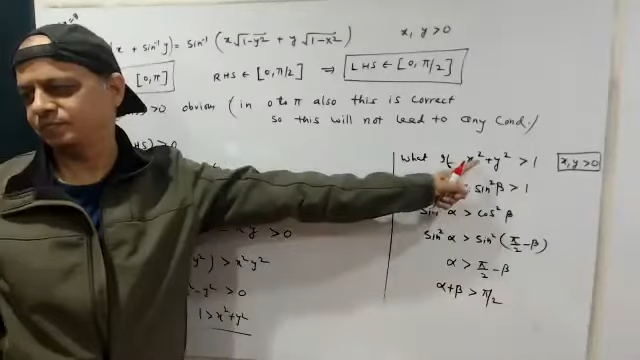 x + sin⁻¹y) = sin⁻¹ (x √1-y² + y √1-x²) x, y > 0
[0, π] RHS ∈ [0, π/2] ⇒ LHS ∈ [0, π/2]
> 0 obvious (in 0 to π also this is correct
so this will not lead to any Cond.)
> 0
What If x² + y² > 1 x, y > 0
sin²β > 1
sin²α > cos²β
y > 0
sin²α > sin²(π/2 - β)
y²) > x²y²
α > π/2 - β
- y² > 0
α + β > π/2
1 > x² + y²